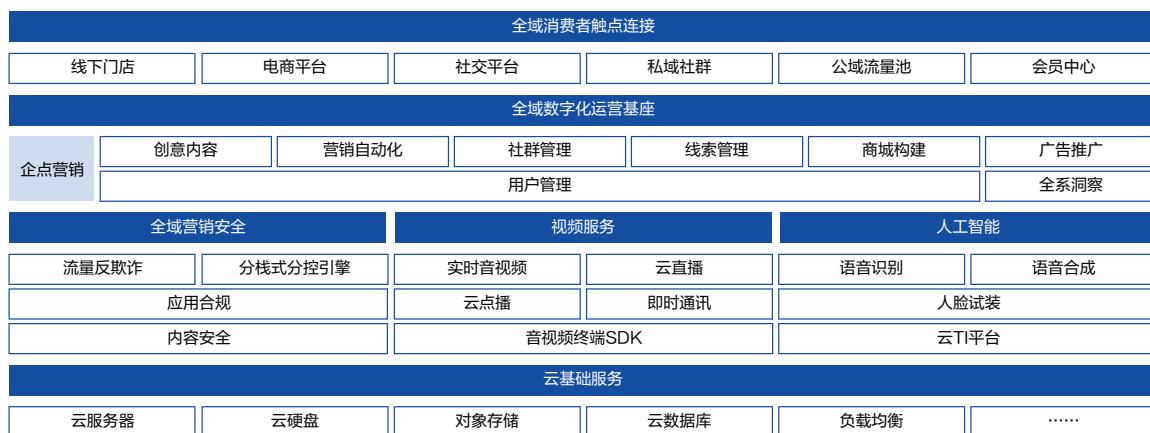 全域消费者触点连接
线下门店 电商平台 社交平台 私域社群 公域流量池 会员中心
全域数字化运营基座
企点营销
创意内容 营销自动化 社群管理 线索管理 商城构建 广告推广
用户管理 全系洞察
全域营销安全 视频服务 人工智能
流量反欺诈 分栈式分控引擎 实时音视频 云直播 语音识别 语音合成
应用合规 云点播 即时通讯 人脸试装
内容安全 音视频终端SDK 云TI平台
云基础服务
云服务器 云硬盘 对象存储 云数据库 负载均衡 ……